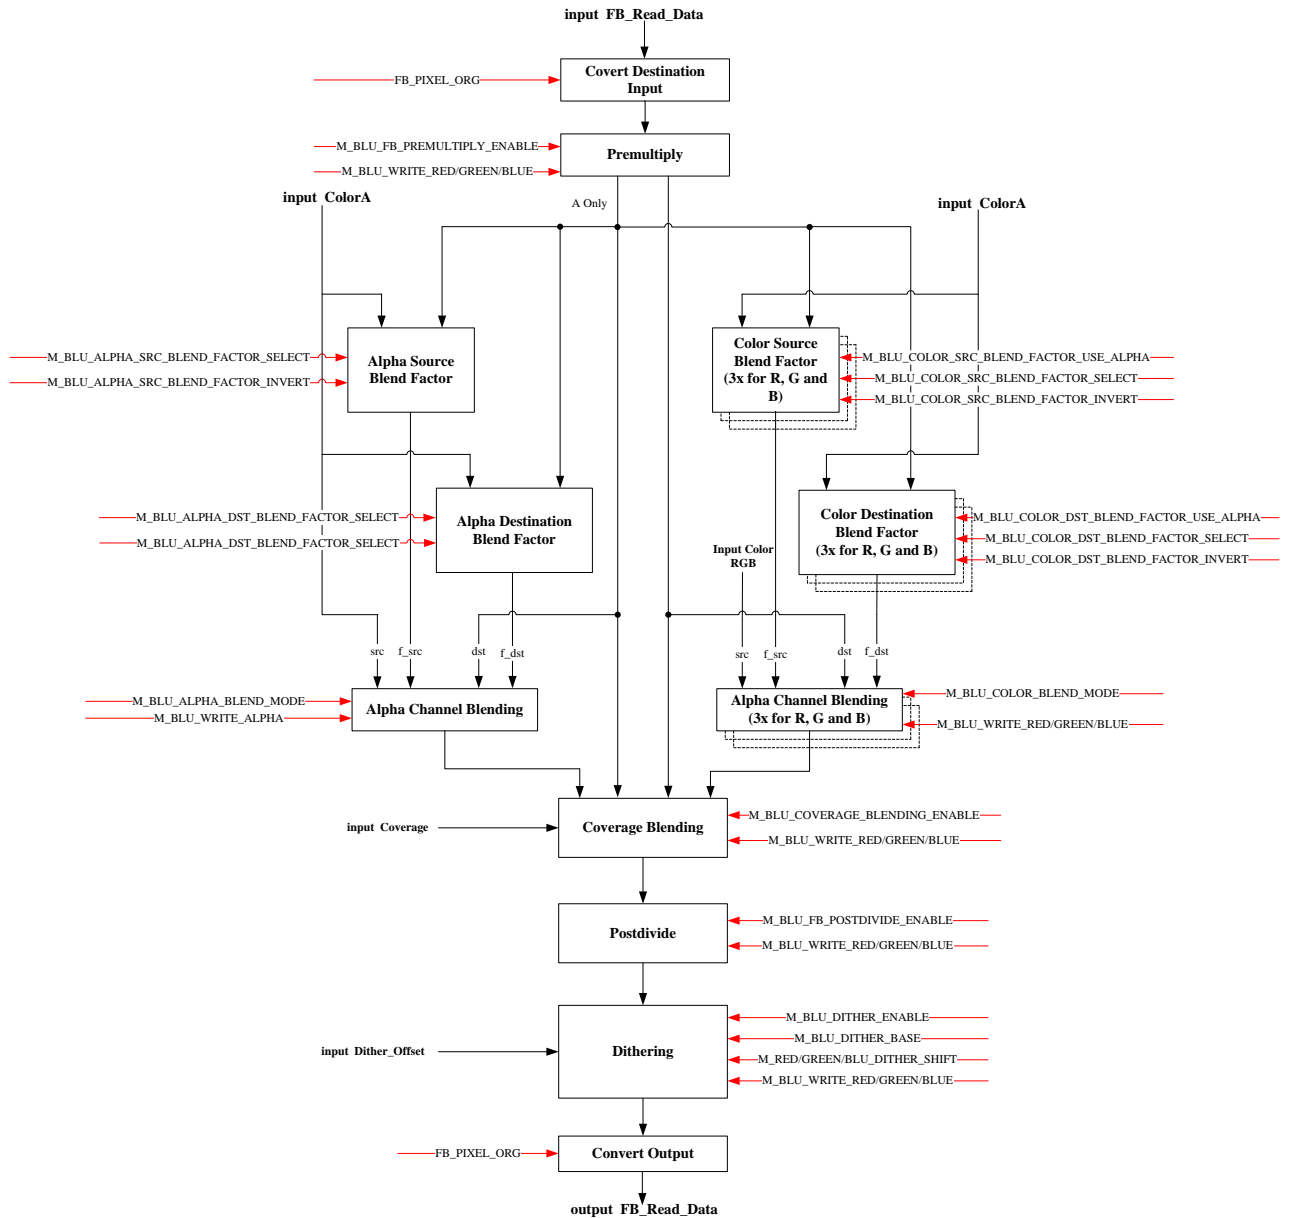 input FB_Read_Data
Covert Destination
Input
FB_PIXEL_ORG
M_BLU_FB_PREMULTIPLY_ENABLE
Premultiply
M_BLU_WRITE_RED/GREEN/BLUE
input ColorA
A Only
input ColorA
Alpha Source
Blend Factor
M_BLU_ALPHA_SRC_BLEND_FACTOR_SELECT
M_BLU_ALPHA_SRC_BLEND_FACTOR_INVERT
Color Source
Blend Factor
(3x for R, G and
B)
M_BLU_COLOR_SRC_BLEND_FACTOR_USE_ALPHA
M_BLU_COLOR_SRC_BLEND_FACTOR_SELECT
M_BLU_COLOR_SRC_BLEND_FACTOR_INVERT
M_BLU_ALPHA_DST_BLEND_FACTOR_SELECT
M_BLU_ALPHA_DST_BLEND_FACTOR_SELECT
Alpha Destination
Blend Factor
Input Color
RGB
Color Destination
Blend Factor
(3x for R, G and B)
M_BLU_COLOR_DST_BLEND_FACTOR_USE_ALPHA
M_BLU_COLOR_DST_BLEND_FACTOR_SELECT
M_BLU_COLOR_DST_BLEND_FACTOR_INVERT
src f_src dst f_dst
src f_src dst f_dst
M_BLU_ALPHA_BLEND_MODE
M_BLU_WRITE_ALPHA
Alpha Channel Blending
Alpha Channel Blending
(3x for R, G and B)
M_BLU_COLOR_BLEND_MODE
M_BLU_WRITE_RED/GREEN/BLUE
input Coverage
Coverage Blending
M_BLU_COVERAGE_BLENDING_ENABLE
M_BLU_WRITE_RED/GREEN/BLUE
Postdivide
M_BLU_FB_POSTDIVIDE_ENABLE
M_BLU_WRITE_RED/GREEN/BLUE
input Dither_Offset
Dithering
M_BLU_DITHER_ENABLE
M_BLU_DITHER_BASE
M_RED/GREEN/BLU_DITHER_SHIFT
M_BLU_WRITE_RED/GREEN/BLUE
FB_PIXEL_ORG
Convert Output
output FB_Read_Data